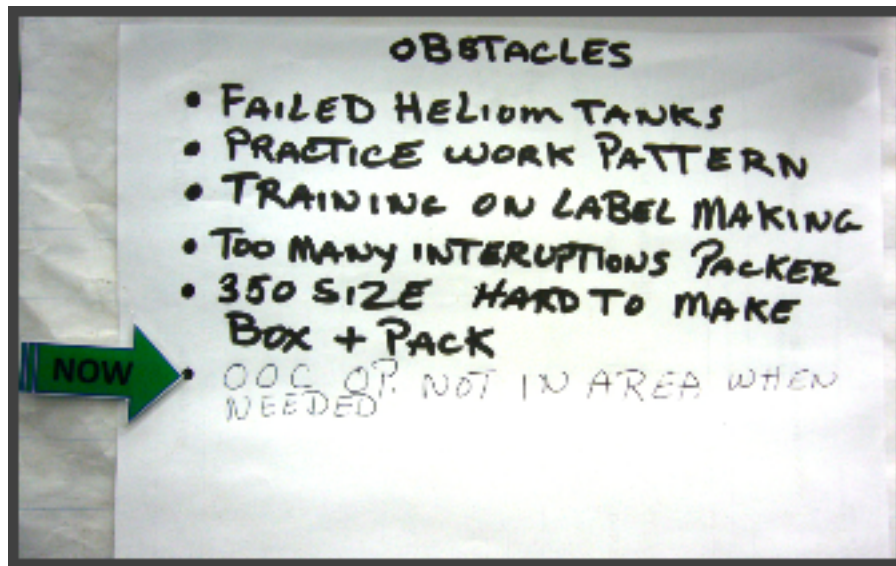 OBSTACLES
• FAILED HELIUM TANKS
• PRACTICE WORK PATTERN
• TRAINING ON LABEL MAKING
• TOO MANY INTERUPTIONS PACKER
• 350 SIZE HARD TO MAKE
BOX + PACK
NOW
• OOC OP. NOT IN AREA WHEN
NEEDED